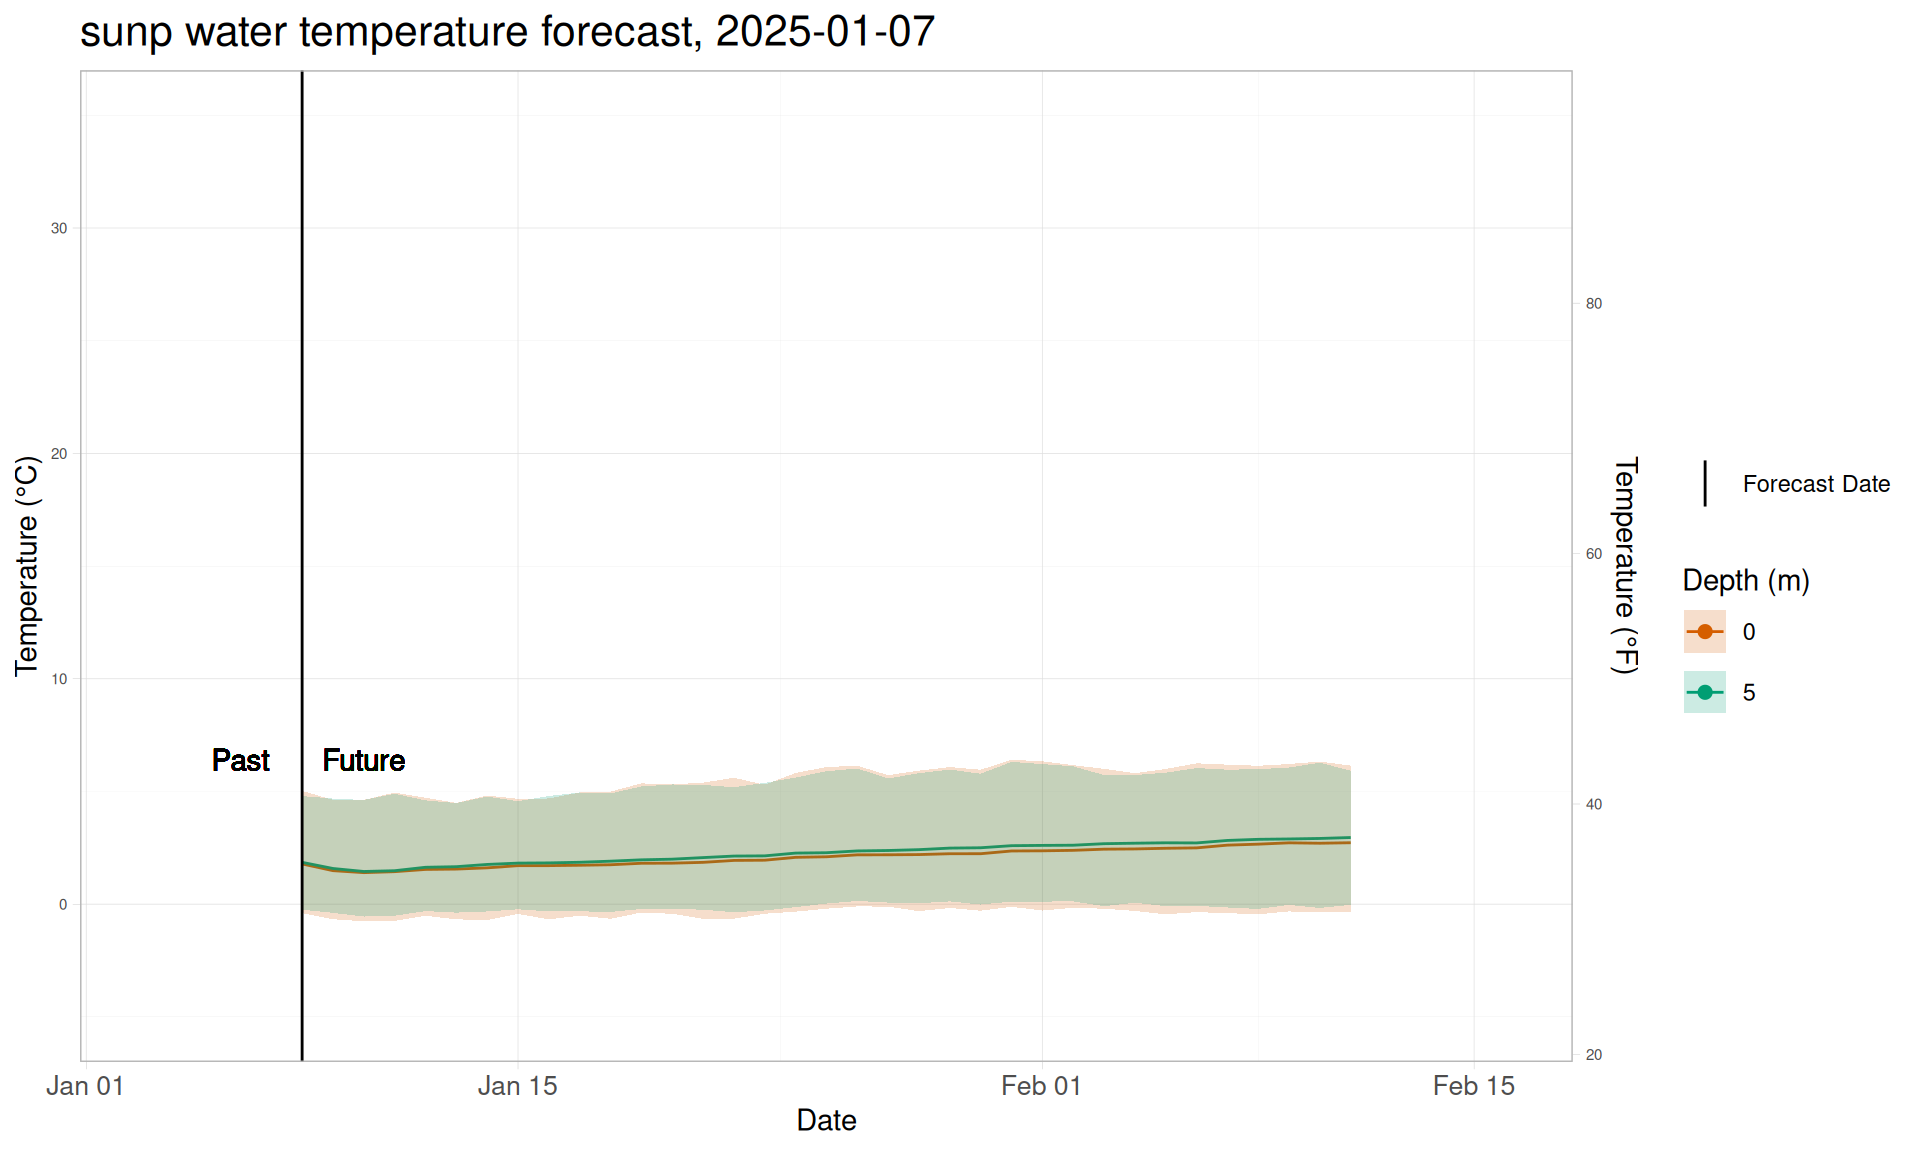 sunp water temperature forecast, 2025-01-07
30
20
10
0
Temperature (°C)
Past
Future
80
60
40
20
Temperature (°F)
Jan 01
Jan 15
Feb 01
Feb 15
Date
Forecast Date
Depth (m)
0
5